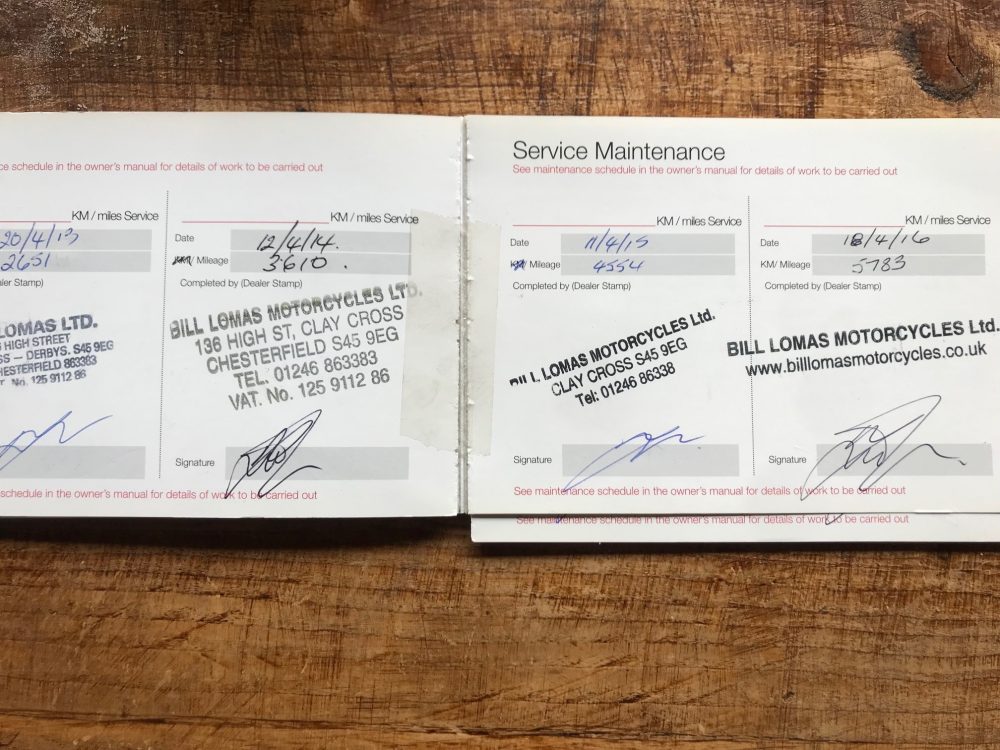 ce schedule in the owner's manual for details of work to be carried out
KM / miles Service
20/4/13
2651
aler Stamp)
LOMAS LTD.
HIGH STREET
SS – DERBYS. S45 9EG
HESTERFIELD 863383
T No. 125 9112 86
schedule in the owner's manual for details of work to be carried out
KM / miles Service
Date 12/4/14.
KM/ Mileage 3610.
Completed by (Dealer Stamp)
BILL LOMAS MOTORCYCLES LTD.
136 HIGH ST, CLAY CROSS
CHESTERFIELD S45 9EG
TEL. 01246 863383
VAT. No. 125 9112 86
Signature
Service Maintenance
See maintenance schedule in the owner's manual for details of work to be carried out
KM / miles Service
Date 11/4/15
KM/ Mileage 4554
Completed by (Dealer Stamp)
BILL LOMAS MOTORCYCLES Ltd.
CLAY CROSS S45 9EG
Tel: 01246 86338
Signature
KM / miles Service
Date 18/4/16
KM/ Mileage 5783
Completed by (Dealer Stamp)
BILL LOMAS MOTORCYCLES Ltd.
www.billlomasmotorcycles.co.uk
Signature
See maintenance schedule in the owner's manual for details of work to be carried out
See maintenance schedule in the owner's manual for details of work to be carried out